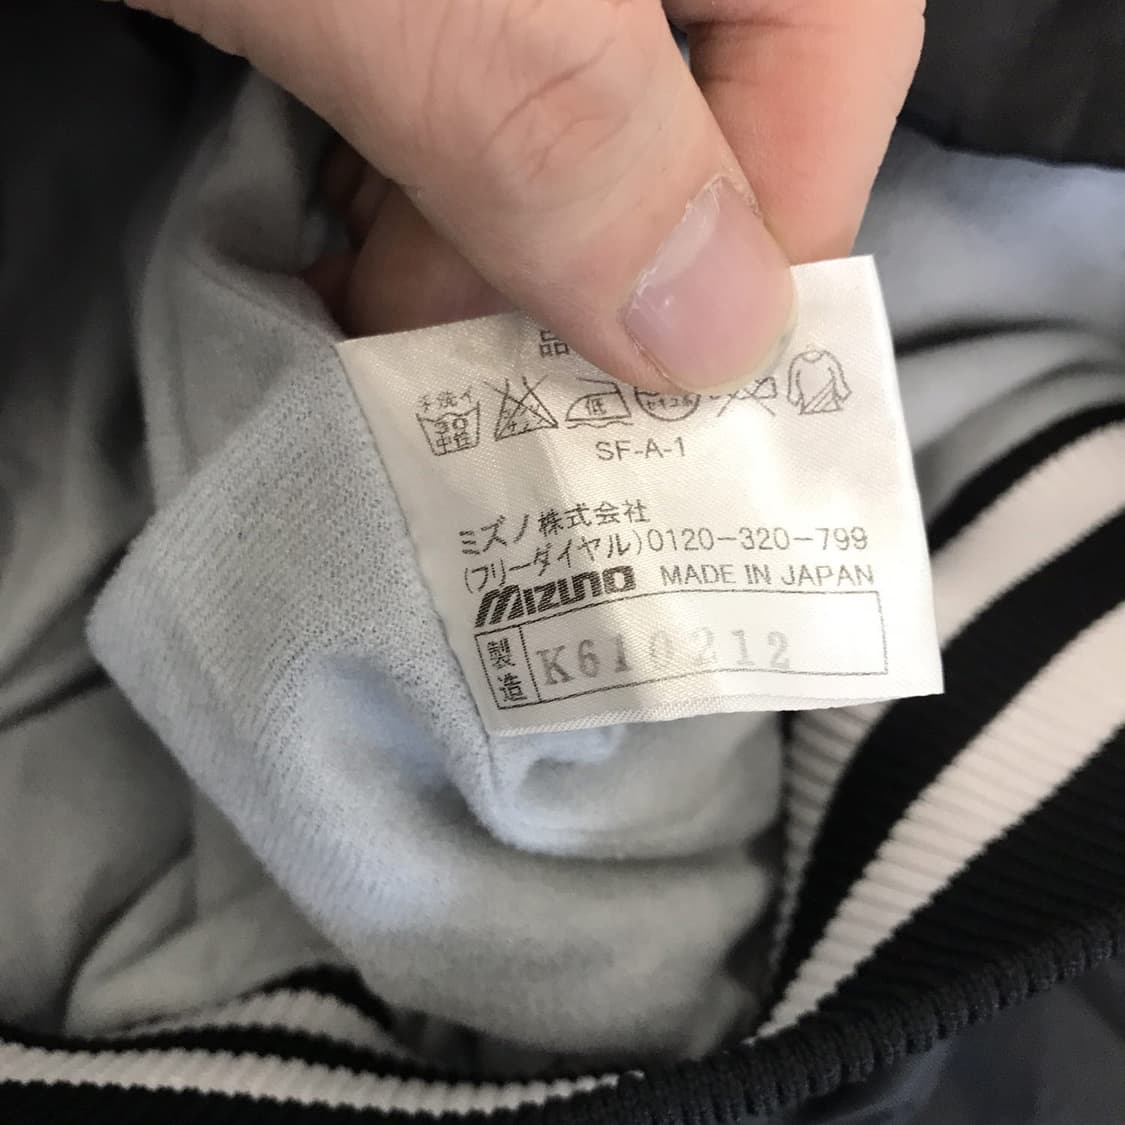 品
手洗イ
30
中性
低
SF-A-1
ミズノ株式会社
(フリーダイヤル)0120-320-799
MIZUNO MADE IN JAPAN
製造 K610212